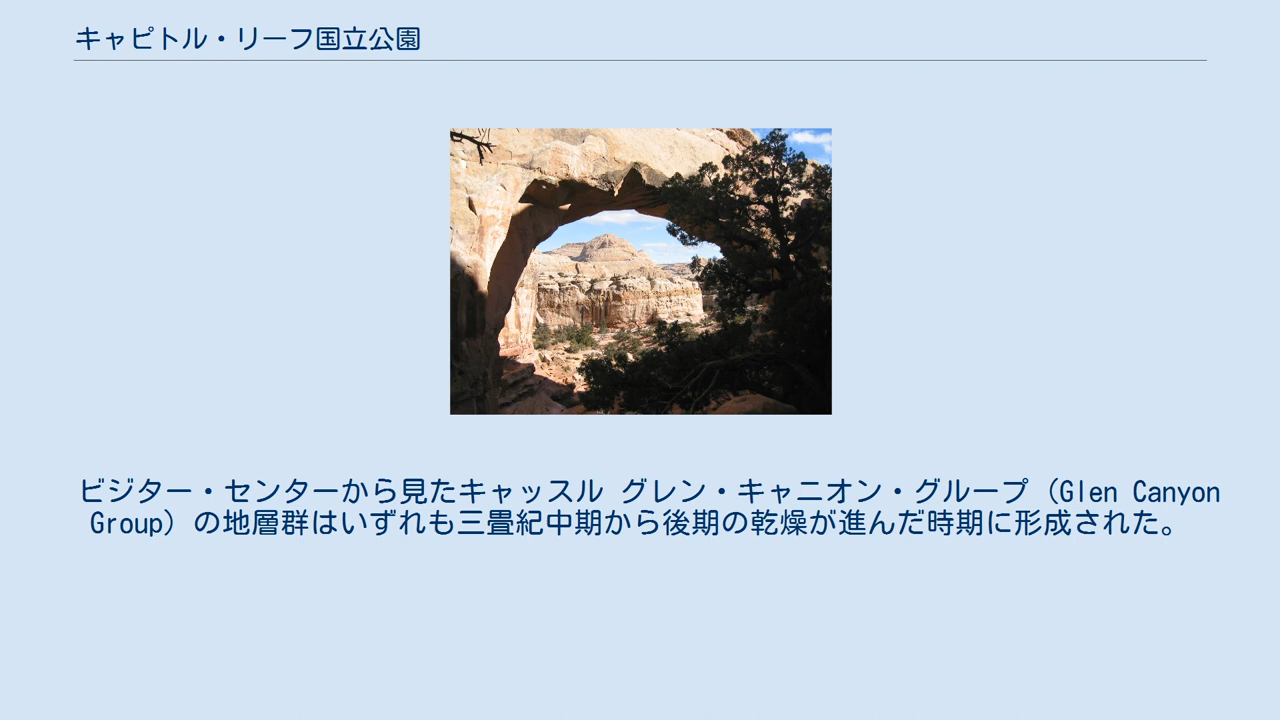 キャピトル・リーフ国立公園
ビジター・センターから見たキャッスル グレン・キャニオン・グループ（Glen Canyon
Group）の地層群はいずれも三畳紀中期から後期の乾燥が進んだ時期に形成された。